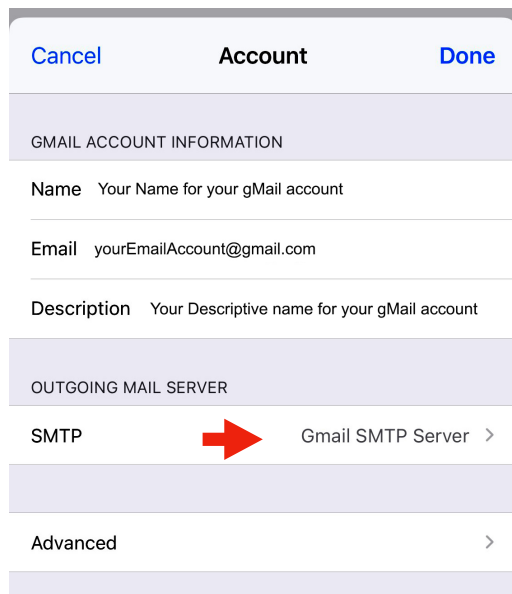 Cancel Account Done
GMAIL ACCOUNT INFORMATION
Name Your Name for your gMail account
Email yourEmailAccount@gmail.com
Description Your Descriptive name for your gMail account
OUTGOING MAIL SERVER
SMTP Gmail SMTP Server
Advanced